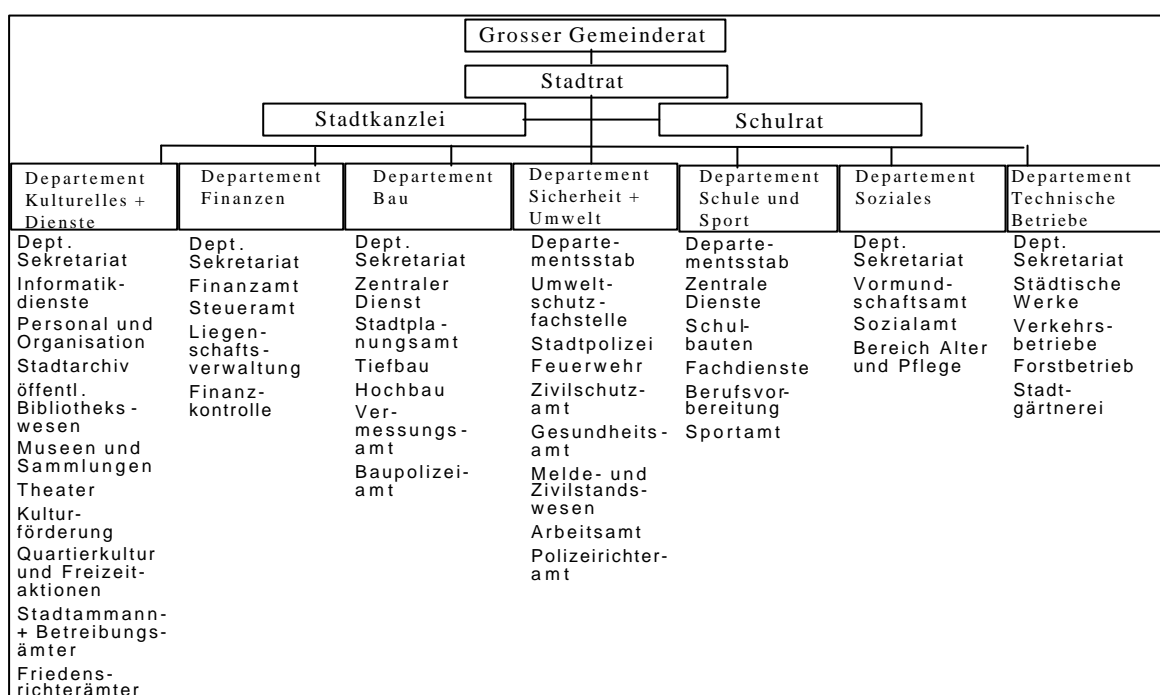 Grosser Gemeinderat
Stadtrat
Stadtkanzlei
Schulrat
Departement
Kulturelles +
Dienste
Dept.
Sekretariat
Informatik-
dienste
Personal und
Organisation
Stadtarchiv
öffentl.
Bibliotheks-
wesen
Museen und
Sammlungen
Theater
Kultur-
förderung
Quartierkultur
und Freizeit-
aktionen
Stadtammann-
+ Betreibungs-
ämter
Friedens-
richterämter
Departement
Finanzen
Dept.
Sekretariat
Finanzamt
Steueramt
Liegen-
schafts-
verwaltung
Finanz-
kontrolle
Departement
Bau
Dept.
Sekretariat
Zentraler
Dienst
Stadtpla-
nungsamt
Tiefbau
Hochbau
Ver-
messungs-
amt
Baupolizei-
amt
Departement
Sicherheit +
Umwelt
Departe-
mentsstab
Umwelt-
schutz-
fachstelle
Stadtpolizei
Feuerwehr
Zivilschutz-
amt
Gesundheits-
amt
Melde- und
Zivilstands-
wesen
Arbeitsamt
Polizeirichter-
amt
Departement
Schule und
Sport
Departe-
mentsstab
Zentrale
Dienste
Schul-
bauten
Fachdienste
Berufsvor-
bereitung
Sportamt
Departement
Soziales
Dept.
Sekretariat
Vormund-
schaftsamt
Sozialamt
Bereich Alter
und Pflege
Departement
Technische
Betriebe
Dept.
Sekretariat
Städtische
Werke
Verkehrs-
betriebe
Forstbetrieb
Stadt-
gärtnerei